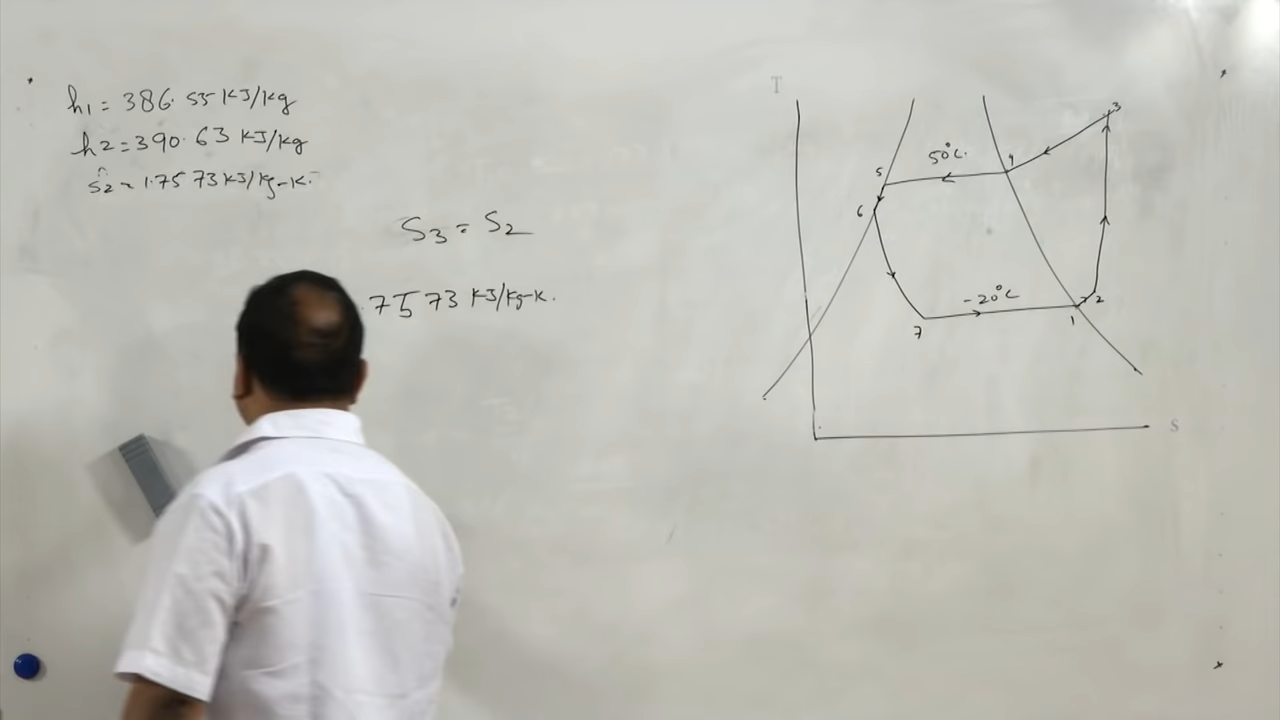 h1 = 386.55 KJ/kg
h2 = 390.63 KJ/kg
S2 = 1.7573 KJ/kg-K.
S3 = S2
.7573 KJ/kg-K.
T
3
50°C.
4
5
6
-20°C
2
1
7
S